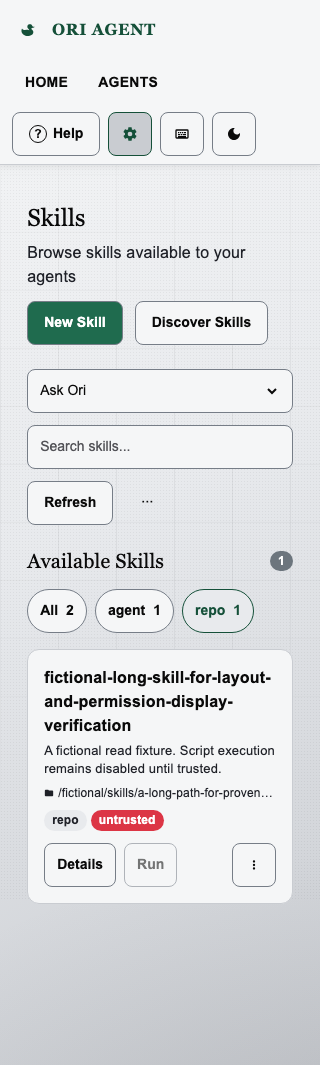 ORI AGENT
HOME AGENTS
? Help
Skills
Browse skills available to your
agents
New Skill Discover Skills
Ask Ori
Search skills...
Refresh ...
Available Skills 1
All 2 agent 1 repo 1
fictional-long-skill-for-layout-
and-permission-display-
verification
A fictional read fixture. Script execution
remains disabled until trusted.
/fictional/skills/a-long-path-for-proven...
repo untrusted
Details Run